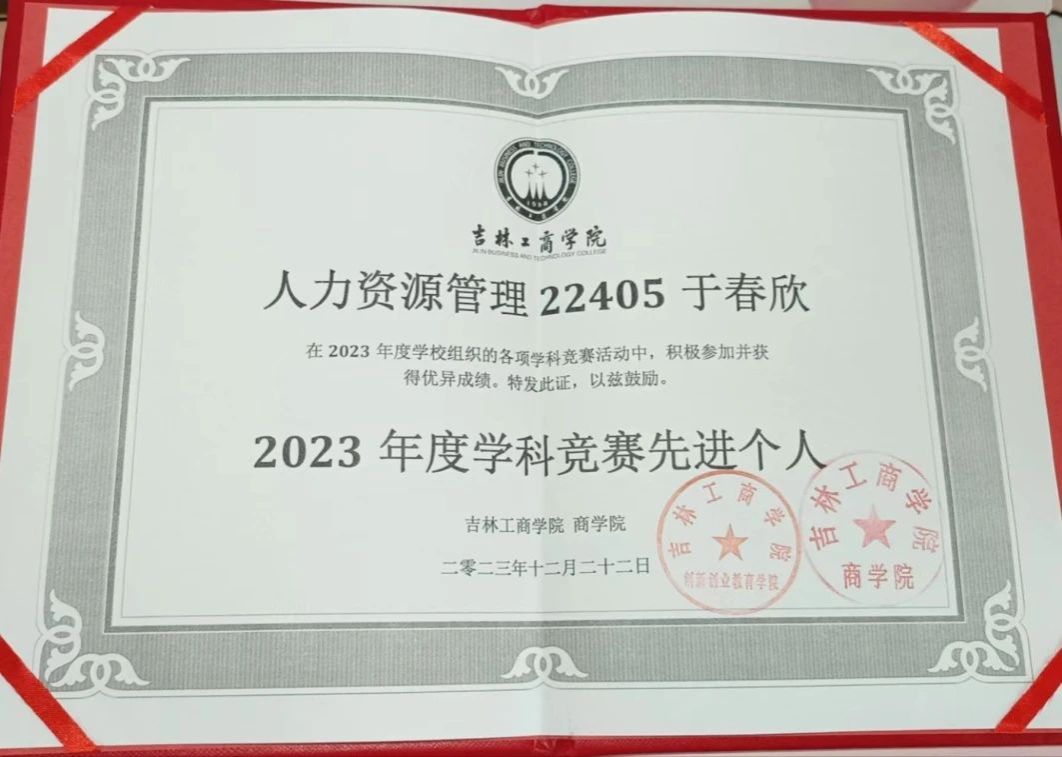 JILIN BUSINESS AND TECHNOLOGY COLLEGE
吉林工商学院
JILIN BUSINESS AND TECHNOLOGY COLLEGE
人力资源管理 22405 于春欣
在 2023 年度学校组织的各项学科竞赛活动中，积极参加并获
得优异成绩。特发此证，以兹鼓励。
2023 年度学科竞赛先进个人
吉林工商学院 商学院
二零二三年十二月二十二日
吉林工商学院
创新创业教育学院
吉林工商学院
商学院